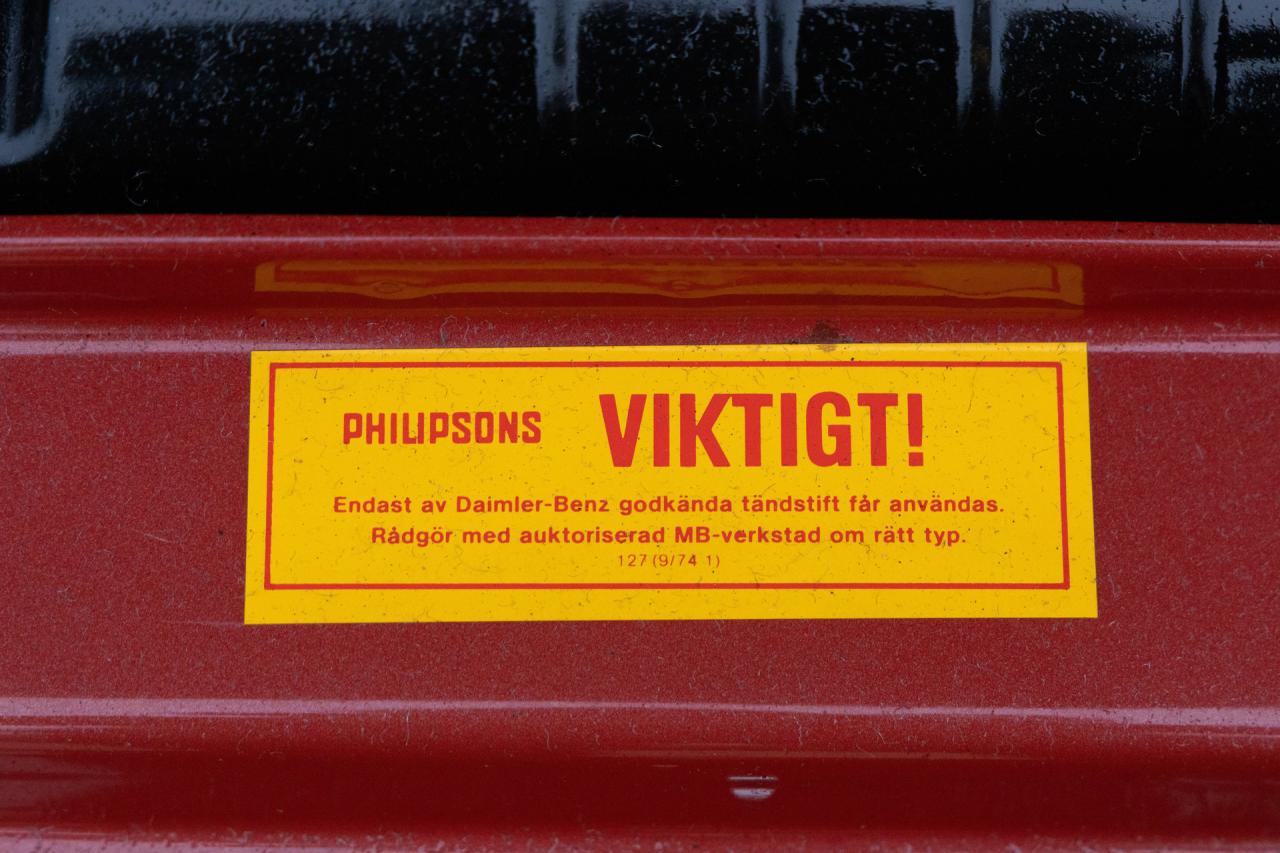 PHILIPSONS VIKTIGT!
Endast av Daimler-Benz godkända tändstift får användas.
Rådgör med auktoriserad MB-verkstad om rätt typ.
127 (9/74 1)